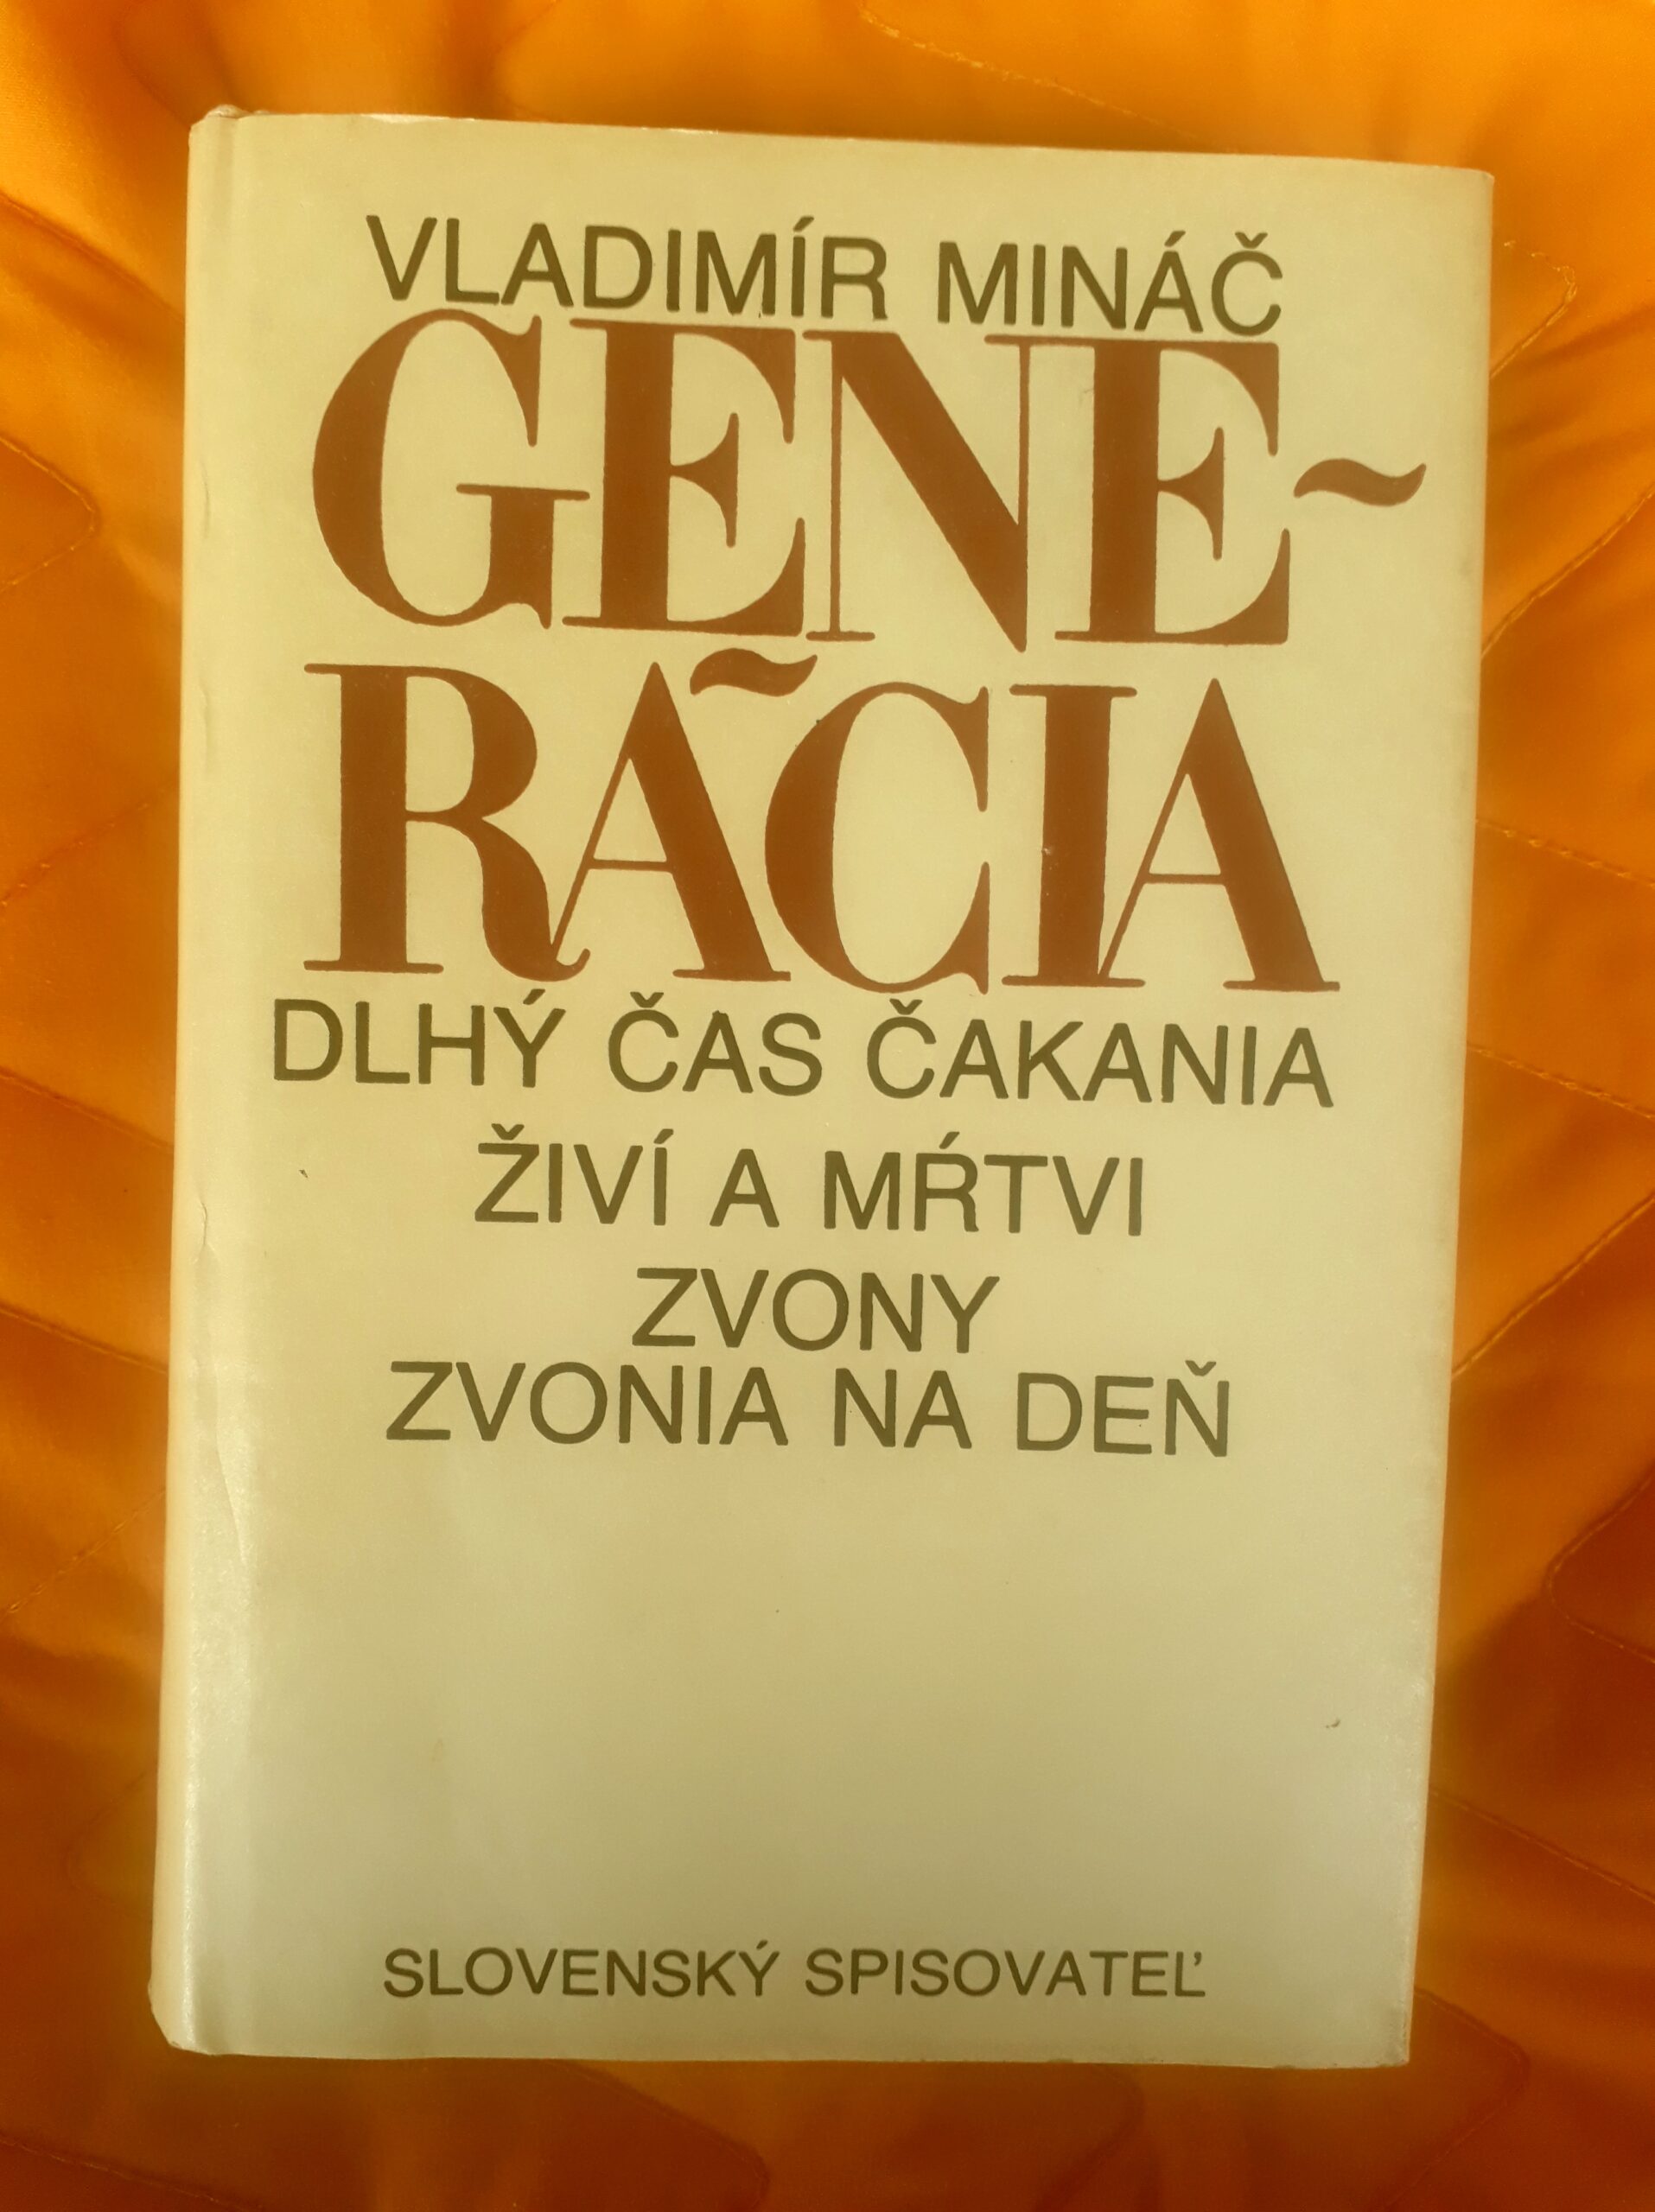 VLADIMÍR MINÁČ
GENE~
RÁCIA
DLHÝ ČAS ČAKANIA
ŽIVÍ A MŔTVI
ZVONY
ZVONIA NA DEŇ
SLOVENSKÝ SPISOVATEĽ